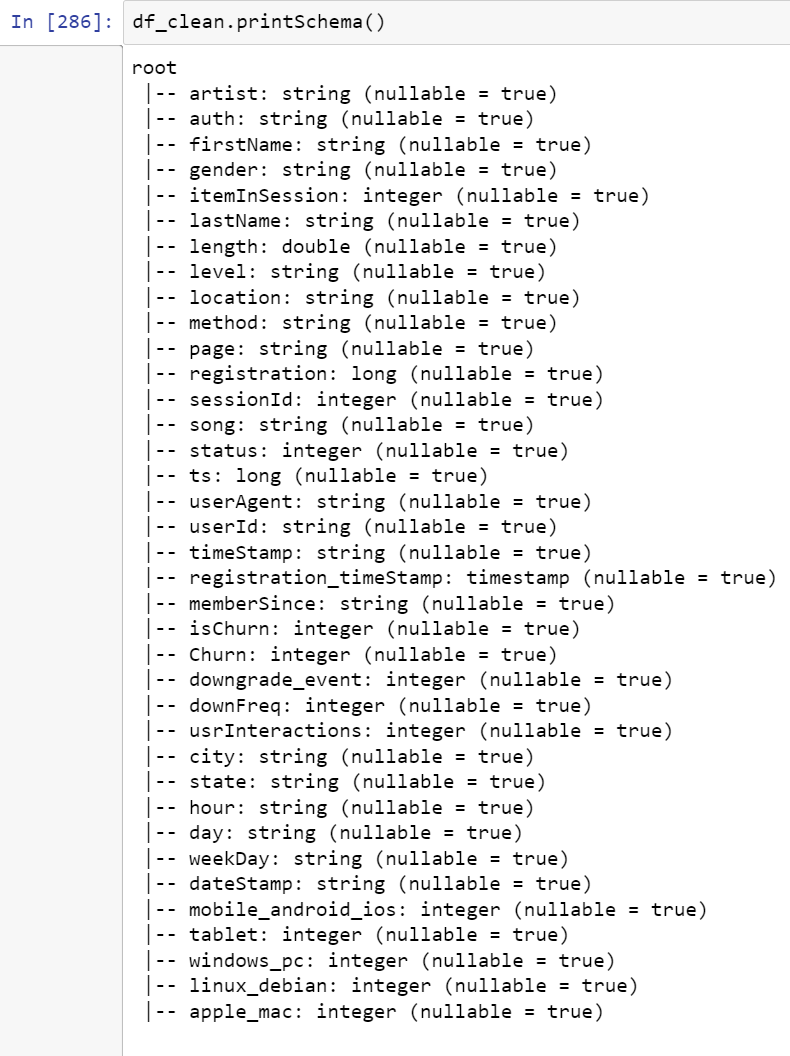 In [286]: df_clean.printSchema()
root
 |-- artist: string (nullable = true)
 |-- auth: string (nullable = true)
 |-- firstName: string (nullable = true)
 |-- gender: string (nullable = true)
 |-- itemInSession: integer (nullable = true)
 |-- lastName: string (nullable = true)
 |-- length: double (nullable = true)
 |-- level: string (nullable = true)
 |-- location: string (nullable = true)
 |-- method: string (nullable = true)
 |-- page: string (nullable = true)
 |-- registration: long (nullable = true)
 |-- sessionId: integer (nullable = true)
 |-- song: string (nullable = true)
 |-- status: integer (nullable = true)
 |-- ts: long (nullable = true)
 |-- userAgent: string (nullable = true)
 |-- userId: string (nullable = true)
 |-- timeStamp: string (nullable = true)
 |-- registration_timeStamp: timestamp (nullable = true)
 |-- memberSince: string (nullable = true)
 |-- isChurn: integer (nullable = true)
 |-- Churn: integer (nullable = true)
 |-- downgrade_event: integer (nullable = true)
 |-- downFreq: integer (nullable = true)
 |-- usrInteractions: integer (nullable = true)
 |-- city: string (nullable = true)
 |-- state: string (nullable = true)
 |-- hour: string (nullable = true)
 |-- day: string (nullable = true)
 |-- weekDay: string (nullable = true)
 |-- dateStamp: string (nullable = true)
 |-- mobile_android_ios: integer (nullable = true)
 |-- tablet: integer (nullable = true)
 |-- windows_pc: integer (nullable = true)
 |-- linux_debian: integer (nullable = true)
 |-- apple_mac: integer (nullable = true)